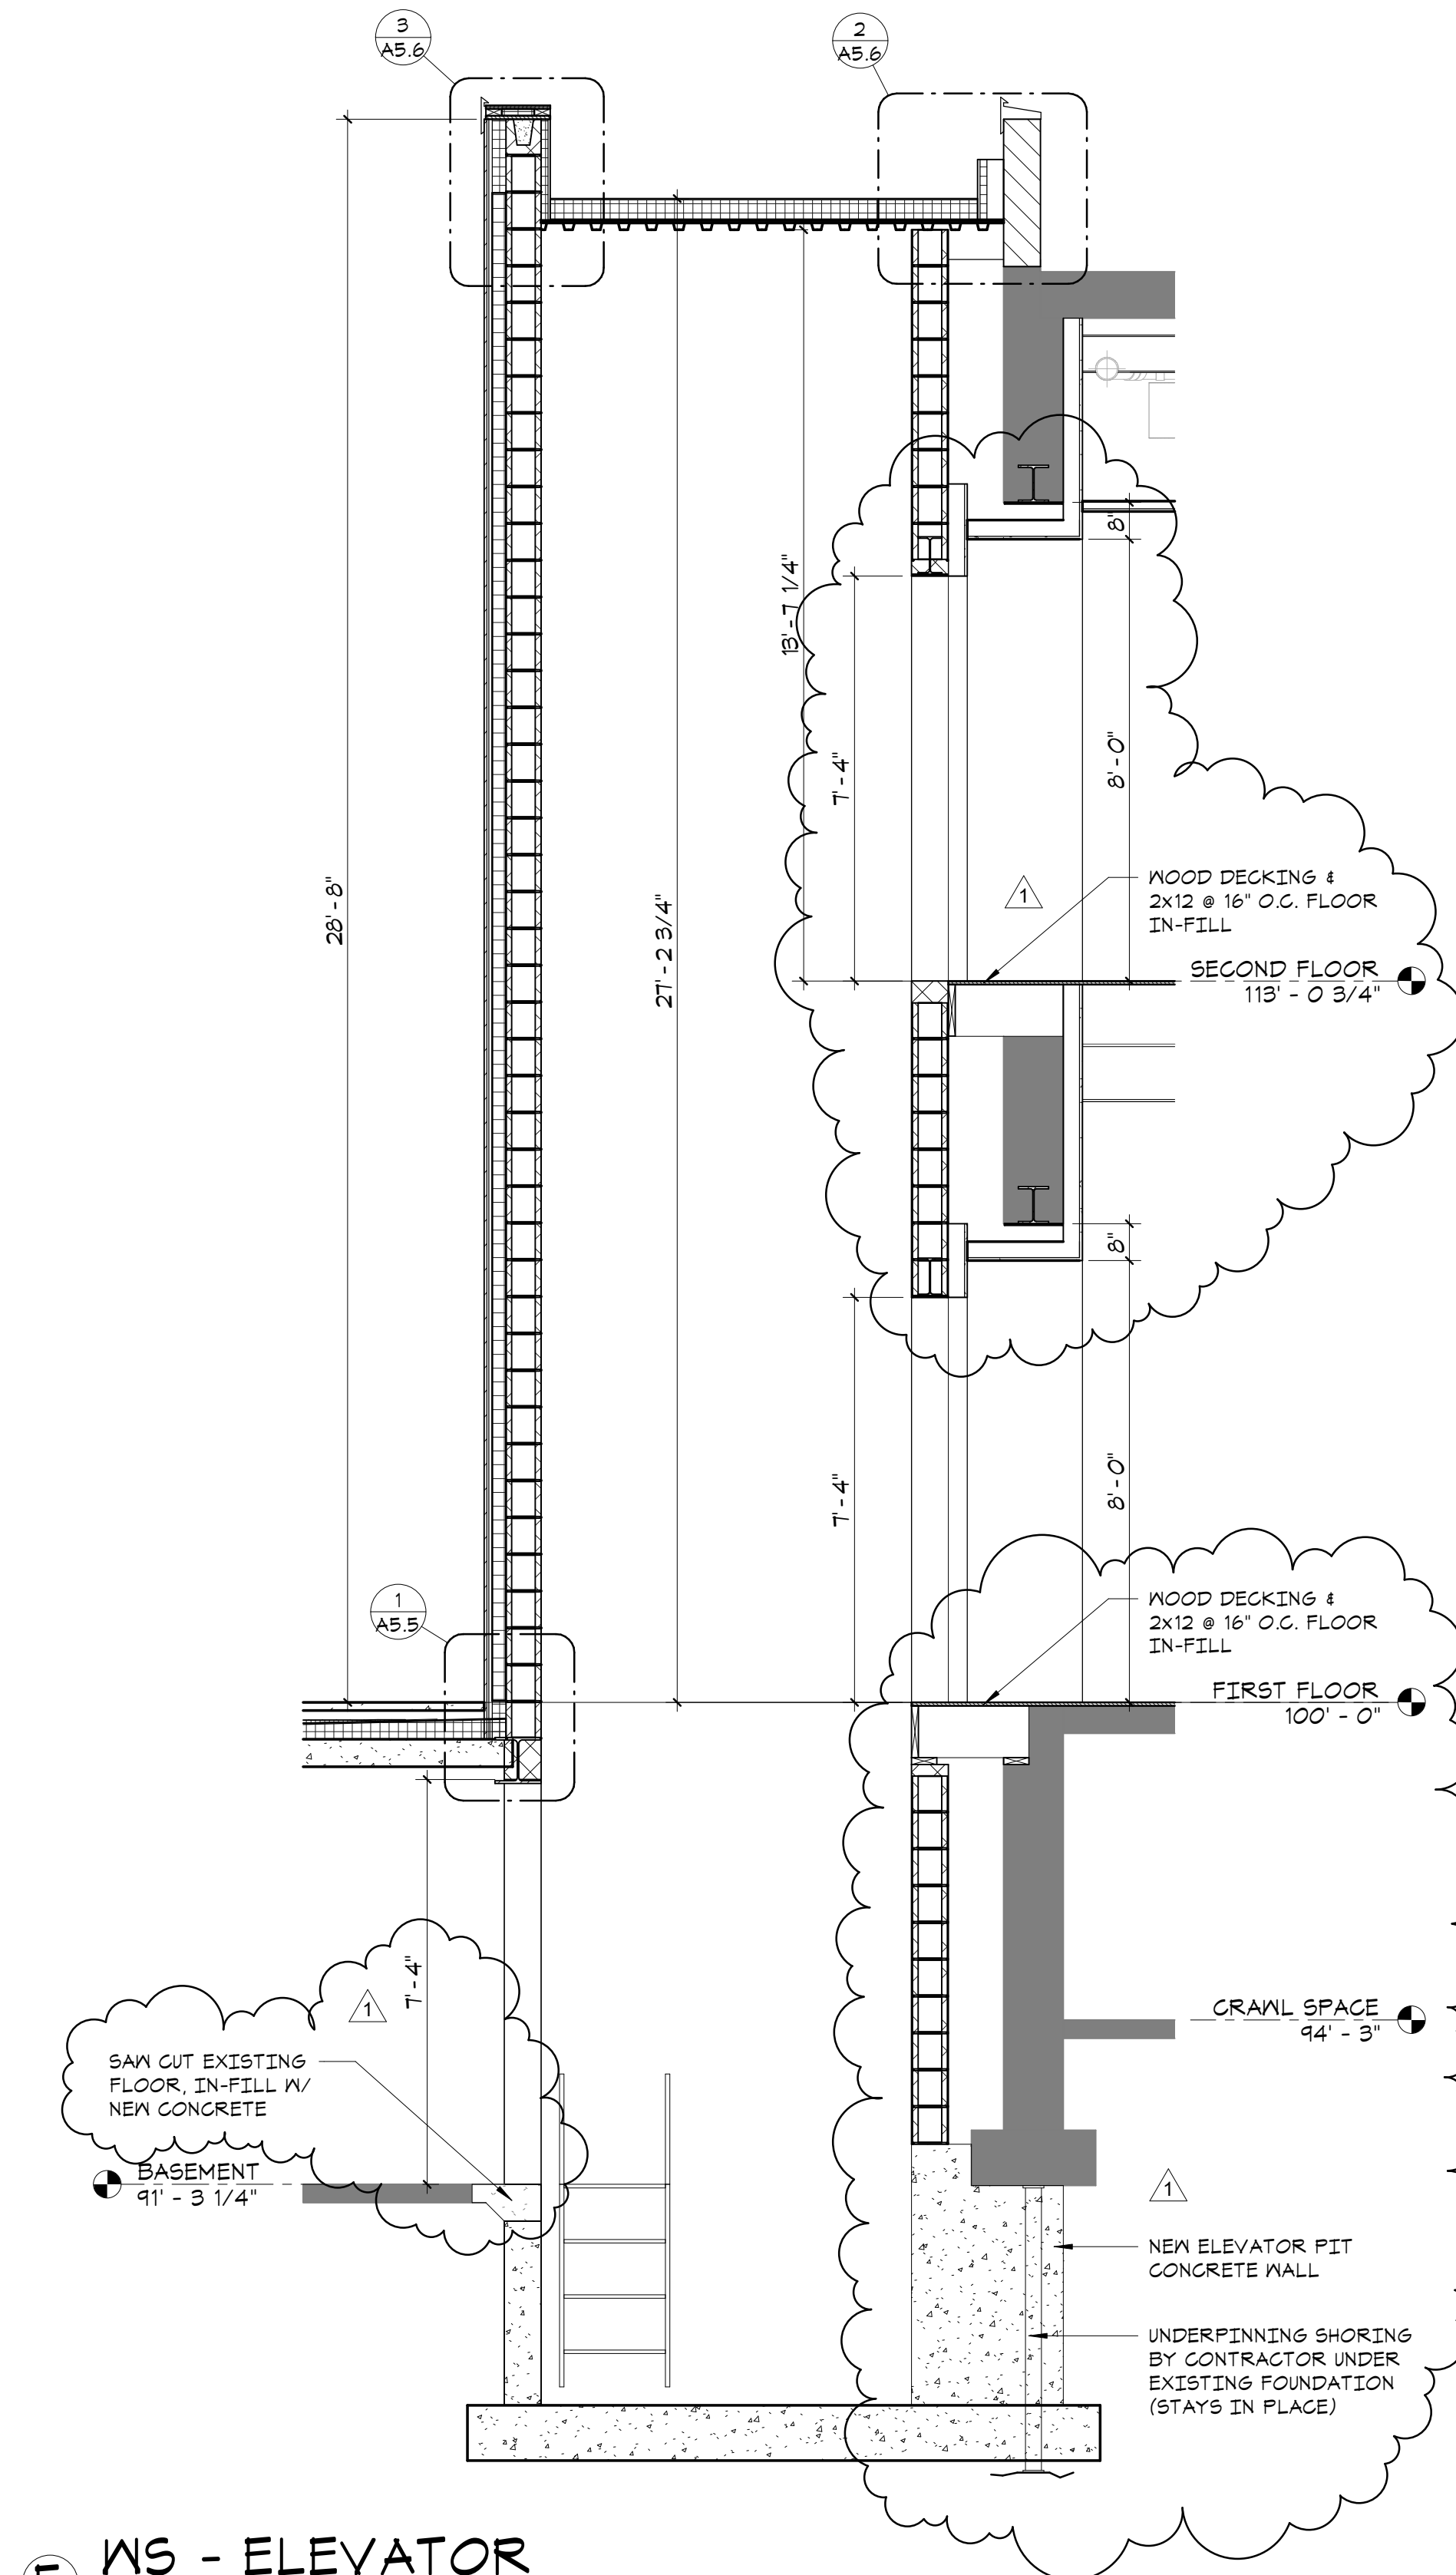 3
A5.6
2
A5.6
8"
13' - 7 1/4"
7' - 4"
8' - 0"
28' - 8"
27' - 2 3/4"
1
WOOD DECKING &
2x12 @ 16" O.C. FLOOR
IN-FILL
SECOND FLOOR
113' - 0 3/4"
8"
7' - 4"
8' - 0"
1
A5.5
WOOD DECKING &
2x12 @ 16" O.C. FLOOR
IN-FILL
FIRST FLOOR
100' - 0"
7' - 4"
1
SAW CUT EXISTING
FLOOR, IN-FILL W/
NEW CONCRETE
CRAWL SPACE
94' - 3"
BASEMENT
91' - 3 1/4"
1
NEW ELEVATOR PIT
CONCRETE WALL
UNDERPINNING SHORING
BY CONTRACTOR UNDER
EXISTING FOUNDATION
(STAYS IN PLACE)
WS - ELEVATOR